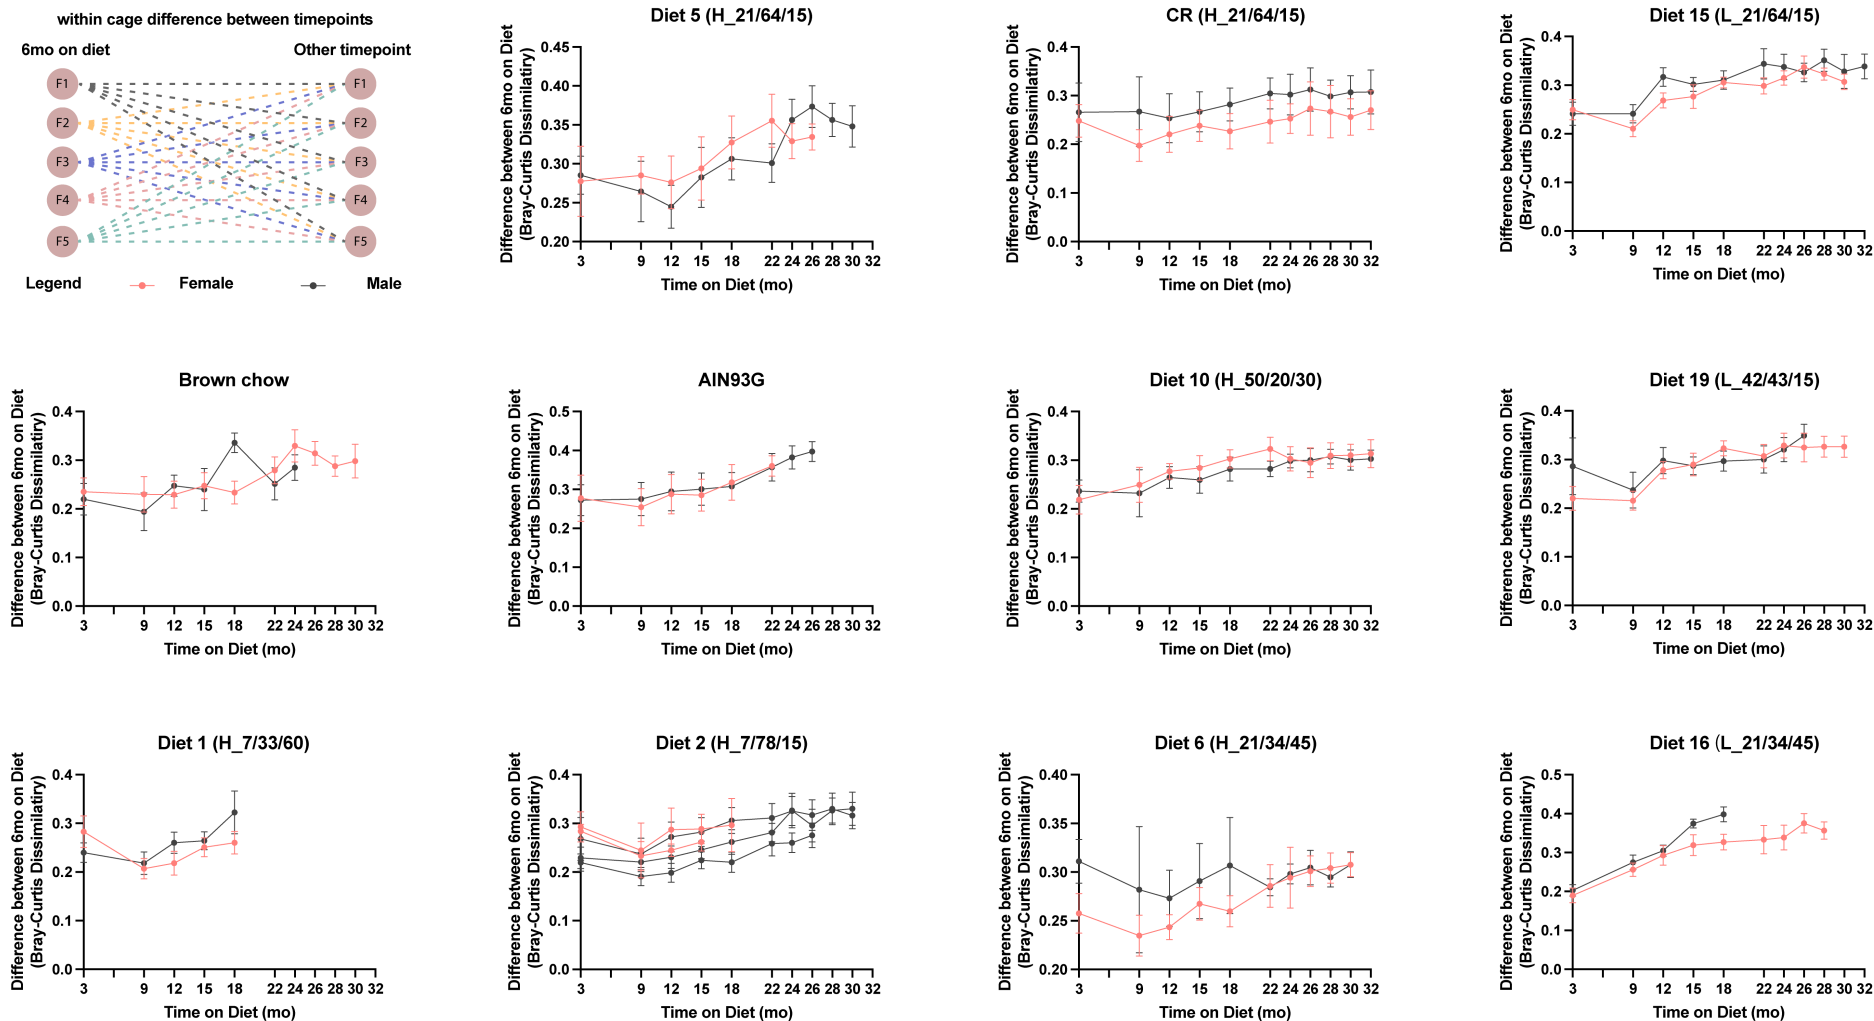 within cage difference between timepoints
6mo on diet
Other timepoint
F1
F1
F2
F2
F3
F3
F4
F4
F5
F5
Legend
Female
Male
Diet 5 (H_21/64/15)
Difference between 6mo on Diet
(Bray-Curtis Dissimilatiry)
0.45
0.40
0.35
0.30
0.25
0.20
3 9 12 15 18 22 24 26 28 30 32
Time on Diet (mo)
CR (H_21/64/15)
Difference between 6mo on Diet
(Bray-Curtis Dissimilatiry)
0.4
0.3
0.2
0.1
0.0
3 9 12 15 18 22 24 26 28 30 32
Time on Diet (mo)
Diet 15 (L_21/64/15)
Difference between 6mo on Diet
(Bray-Curtis Dissimilatiry)
0.4
0.3
0.2
0.1
0.0
3 9 12 15 18 22 24 26 28 30 32
Time on Diet (mo)
Brown chow
Difference between 6mo on Diet
(Bray-Curtis Dissimilatiry)
0.4
0.3
0.2
0.1
0.0
3 9 12 15 18 22 24 26 28 30 32
Time on Diet (mo)
AIN93G
Difference between 6mo on Diet
(Bray-Curtis Dissimilatiry)
0.5
0.4
0.3
0.2
0.1
0.0
3 9 12 15 18 22 24 26 28 30 32
Time on Diet (mo)
Diet 10 (H_50/20/30)
Difference between 6mo on Diet
(Bray-Curtis Dissimilatiry)
0.4
0.3
0.2
0.1
0.0
3 9 12 15 18 22 24 26 28 30 32
Time on Diet (mo)
Diet 19 (L_42/43/15)
Difference between 6mo on Diet
(Bray-Curtis Dissimilatiry)
0.4
0.3
0.2
0.1
0.0
3 9 12 15 18 22 24 26 28 30 32
Time on Diet (mo)
Diet 1 (H_7/33/60)
Difference between 6mo on Diet
(Bray-Curtis Dissimilatiry)
0.4
0.3
0.2
0.1
0.0
3 9 12 15 18 22 24 26 28 30 32
Time on Diet (mo)
Diet 2 (H_7/78/15)
Difference between 6mo on Diet
(Bray-Curtis Dissimilatiry)
0.4
0.3
0.2
0.1
0.0
3 9 12 15 18 22 24 26 28 30 32
Time on Diet (mo)
Diet 6 (H_21/34/45)
Difference between 6mo on Diet
(Bray-Curtis Dissimilatiry)
0.40
0.35
0.30
0.25
0.20
3 9 12 15 18 22 24 26 28 30 32
Time on Diet (mo)
Diet 16 (L_21/34/45)
Difference between 6mo on Diet
(Bray-Curtis Dissimilatiry)
0.5
0.4
0.3
0.2
0.1
0.0
3 9 12 15 18 22 24 26 28 30 32
Time on Diet (mo)